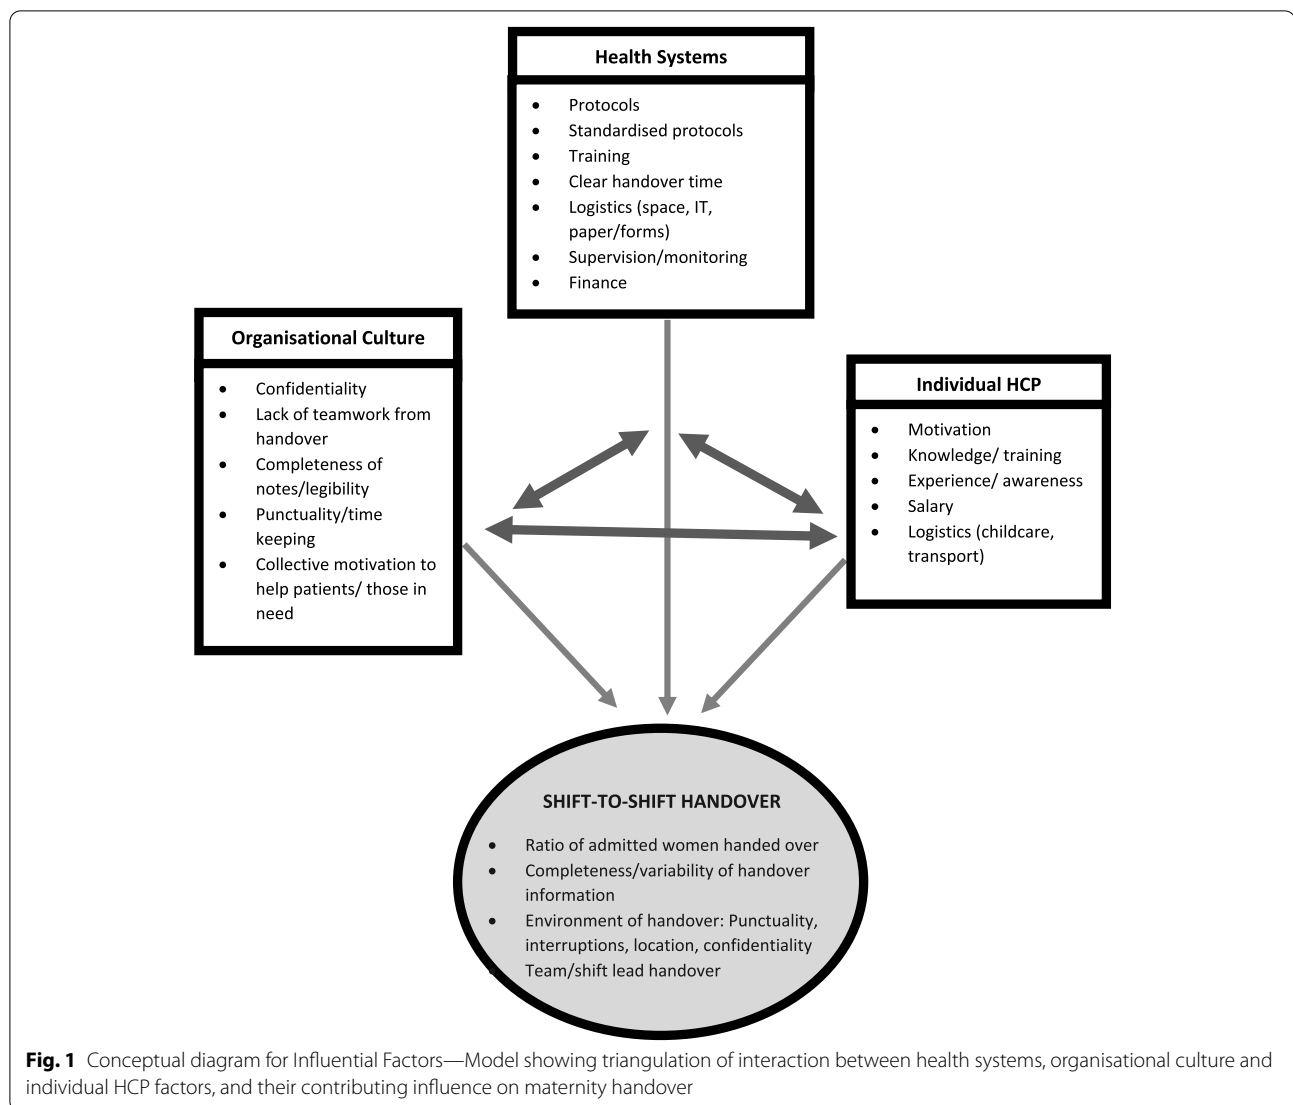 Health Systems
• Protocols
• Standardised protocols
• Training
• Clear handover time
• Logistics (space, IT,
paper/forms)
• Supervision/monitoring
• Finance
Organisational Culture
• Confidentiality
• Lack of teamwork from
handover
• Completeness of
notes/legibility
• Punctuality/time
keeping
• Collective motivation to
help patients/ those in
need
Individual HCP
• Motivation
• Knowledge/ training
• Experience/ awareness
• Salary
• Logistics (childcare,
transport)
SHIFT-TO-SHIFT HANDOVER
• Ratio of admitted women handed over
• Completeness/variability of handover
information
• Environment of handover: Punctuality,
interruptions, location, confidentiality
• Team/shift lead handover
Fig. 1 Conceptual diagram for Influential Factors—Model showing triangulation of interaction between health systems, organisational culture and
individual HCP factors, and their contributing influence on maternity handover